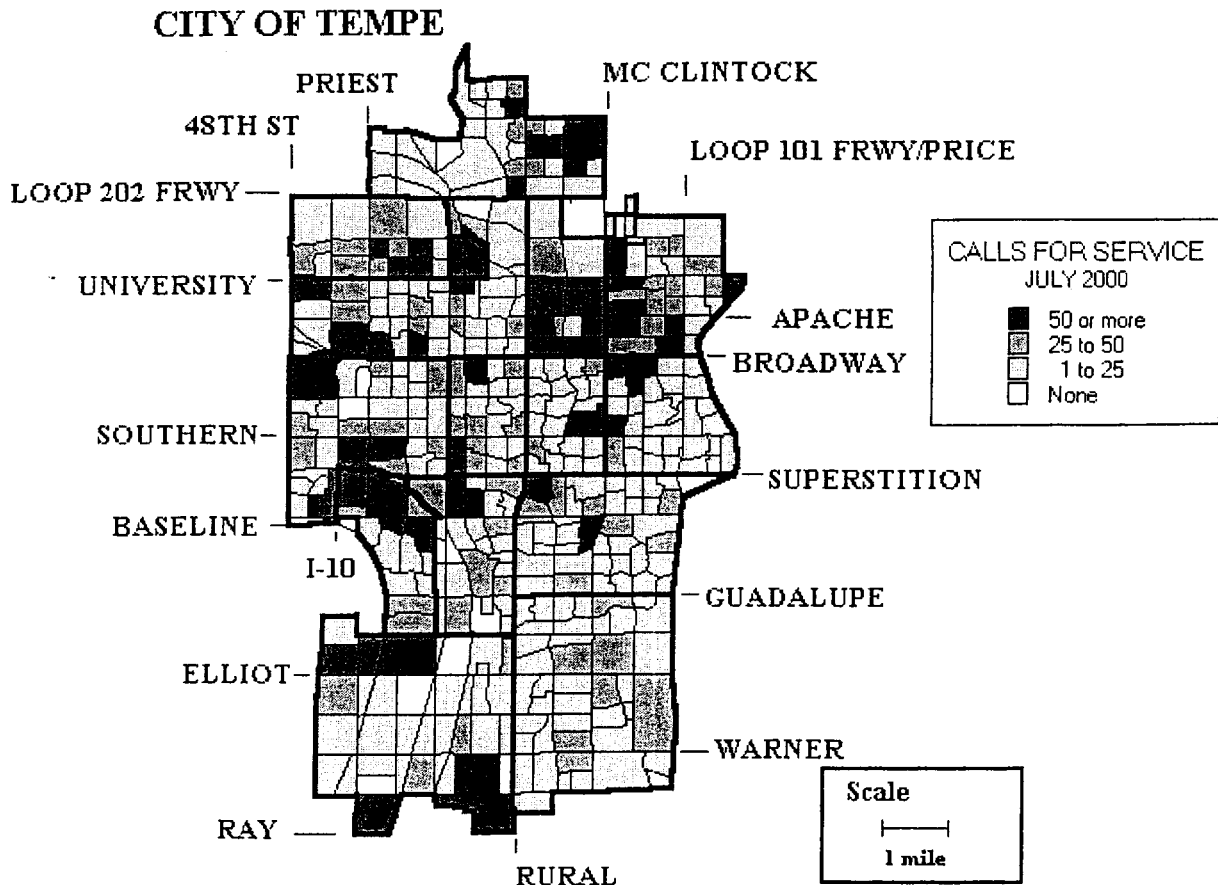 CITY OF TEMPE
PRIEST
MC CLINTOCK
48TH ST
LOOP 101 FRWY/PRICE
LOOP 202 FRWY
CALLS FOR SERVICE
JULY 2000
50 or more
25 to 50
1 to 25
None
UNIVERSITY
APACHE
BROADWAY
SOUTHERN
SUPERSTITION
BASELINE
I-10
GUADALUPE
ELLIOT
WARNER
Scale
1 mile
RAY
RURAL